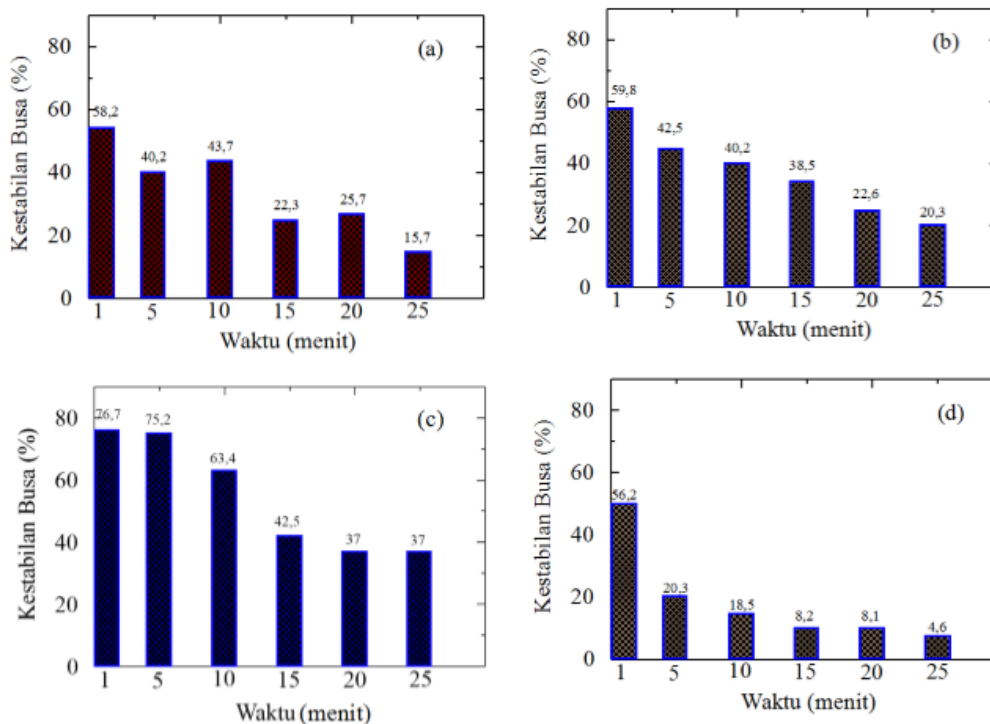 (a)
Kestabilan Busa (%)
80
60
40
20
0
58,2
40,2
43,7
22,3
25,7
15,7
1 5 10 15 20 25
Waktu (menit)
(b)
Kestabilan Busa (%)
80
60
40
20
0
59,8
42,5
40,2
38,5
22,6
20,3
1 5 10 15 20 25
Waktu (menit)
(c)
Kestabilan Busa (%)
80
60
40
20
0
76,7
75,2
63,4
42,5
37
37
1 5 10 15 20 25
Waktu (menit)
(d)
Kestabilan Busa (%)
80
60
40
20
0
56,2
20,3
18,5
8,2
8,1
4,6
1 5 10 15 20 25
Waktu (menit)